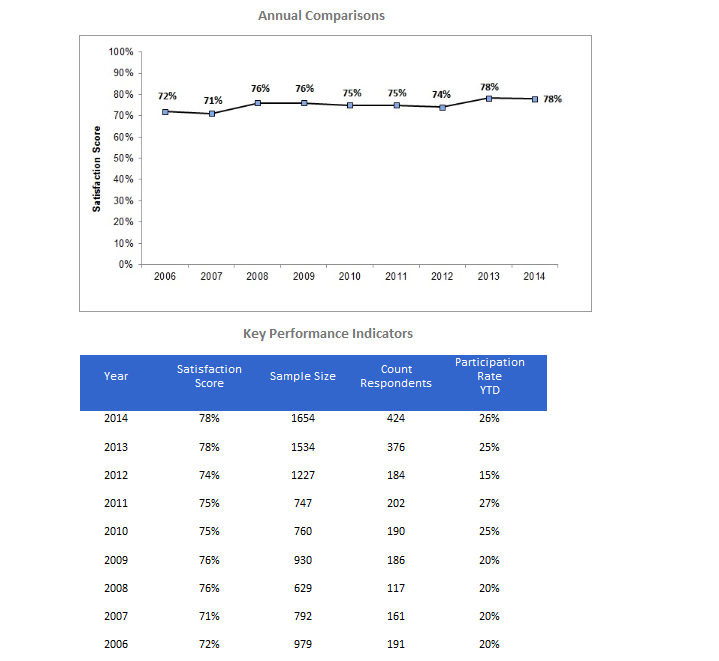 Annual Comparisons
100%
90%
80%
70%
60%
50%
40%
30%
20%
10%
0%
Satisfaction Score
72%
71%
76%
76%
75%
75%
74%
78%
78%
2006 2007 2008 2009 2010 2011 2012 2013 2014
Key Performance Indicators
Year Satisfaction Score Sample Size Count Respondents Participation Rate YTD
2014 78% 1654 424 26%
2013 78% 1534 376 25%
2012 74% 1227 184 15%
2011 75% 747 202 27%
2010 75% 760 190 25%
2009 76% 930 186 20%
2008 76% 629 117 20%
2007 71% 792 161 20%
2006 72% 979 191 20%